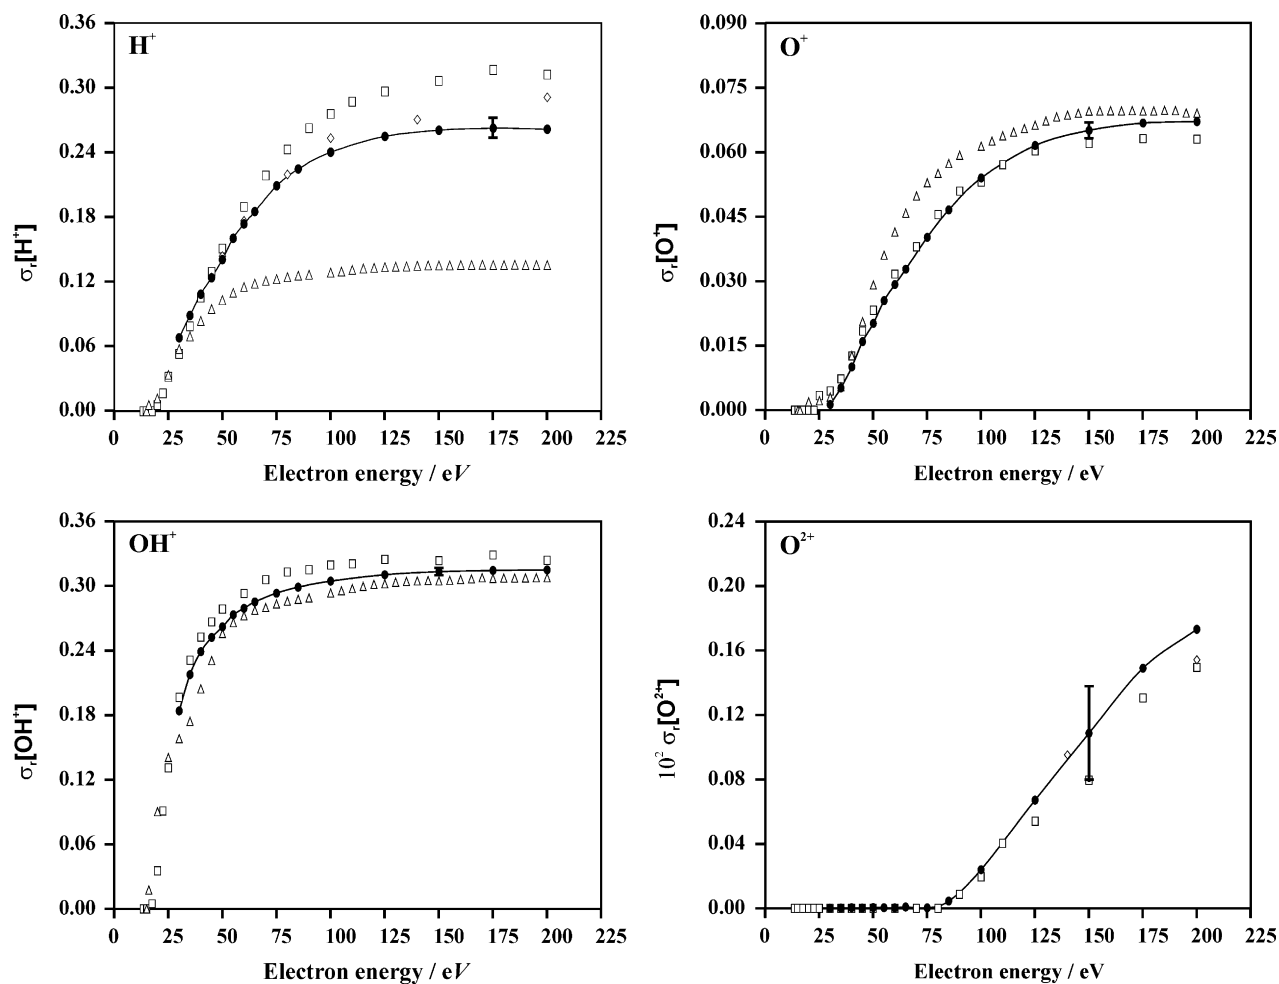 H⁺
σᵣ[H⁺]
0.36
0.30
0.24
0.18
0.12
0.06
0.00
0 25 50 75 100 125 150 175 200 225
Electron energy / eV
O⁺
σᵣ[O⁺]
0.090
0.075
0.060
0.045
0.030
0.015
0.000
0 25 50 75 100 125 150 175 200 225
Electron energy / eV
OH⁺
σᵣ[OH⁺]
0.36
0.30
0.24
0.18
0.12
0.06
0.00
0 25 50 75 100 125 150 175 200 225
Electron energy / eV
O²⁺
10² σᵣ[O²⁺]
0.24
0.20
0.16
0.12
0.08
0.04
0.00
0 25 50 75 100 125 150 175 200 225
Electron energy / eV